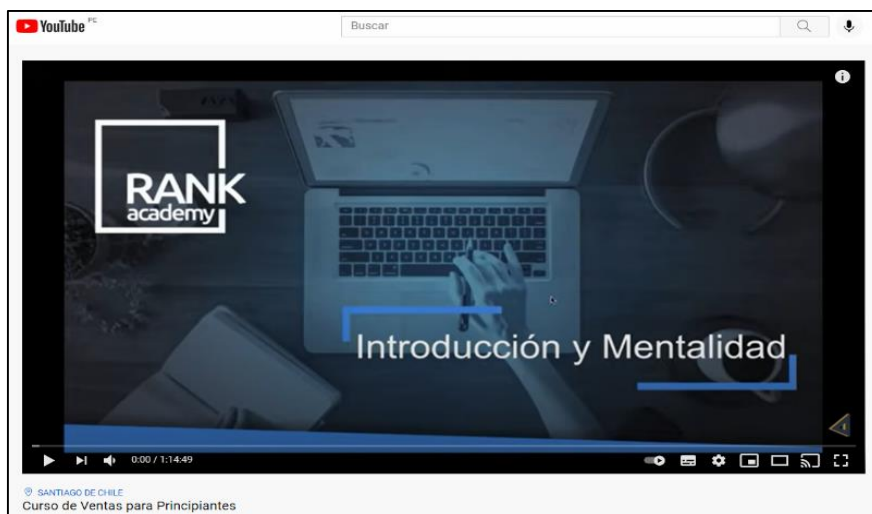 YouTube PE
Buscar
RANK
academy
Introducción y Mentalidad
0:00 / 1:14:49
SANTIAGO DE CHILE
Curso de Ventas para Principiantes